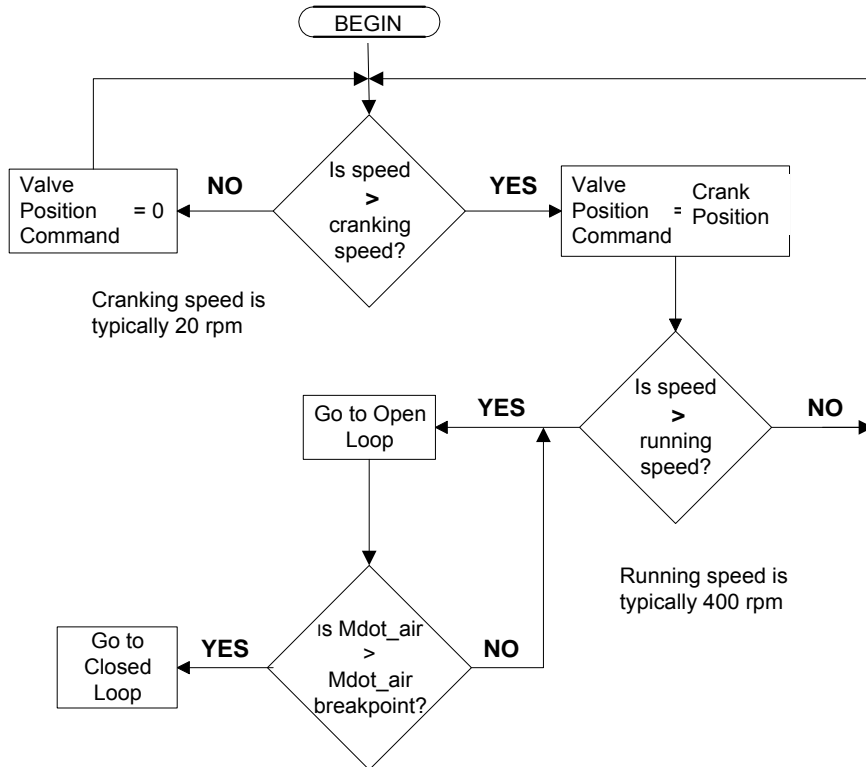 BEGIN
Is speed
>
cranking
speed?
NO
YES
Valve
Position = 0
Command
Valve
Position =
Command
Crank
Position
Cranking speed is
typically 20 rpm
Is speed
>
running
speed?
YES
NO
Go to Open
Loop
Running speed is
typically 400 rpm
Is Mdot_air
>
Mdot_air
breakpoint?
YES
NO
Go to
Closed
Loop